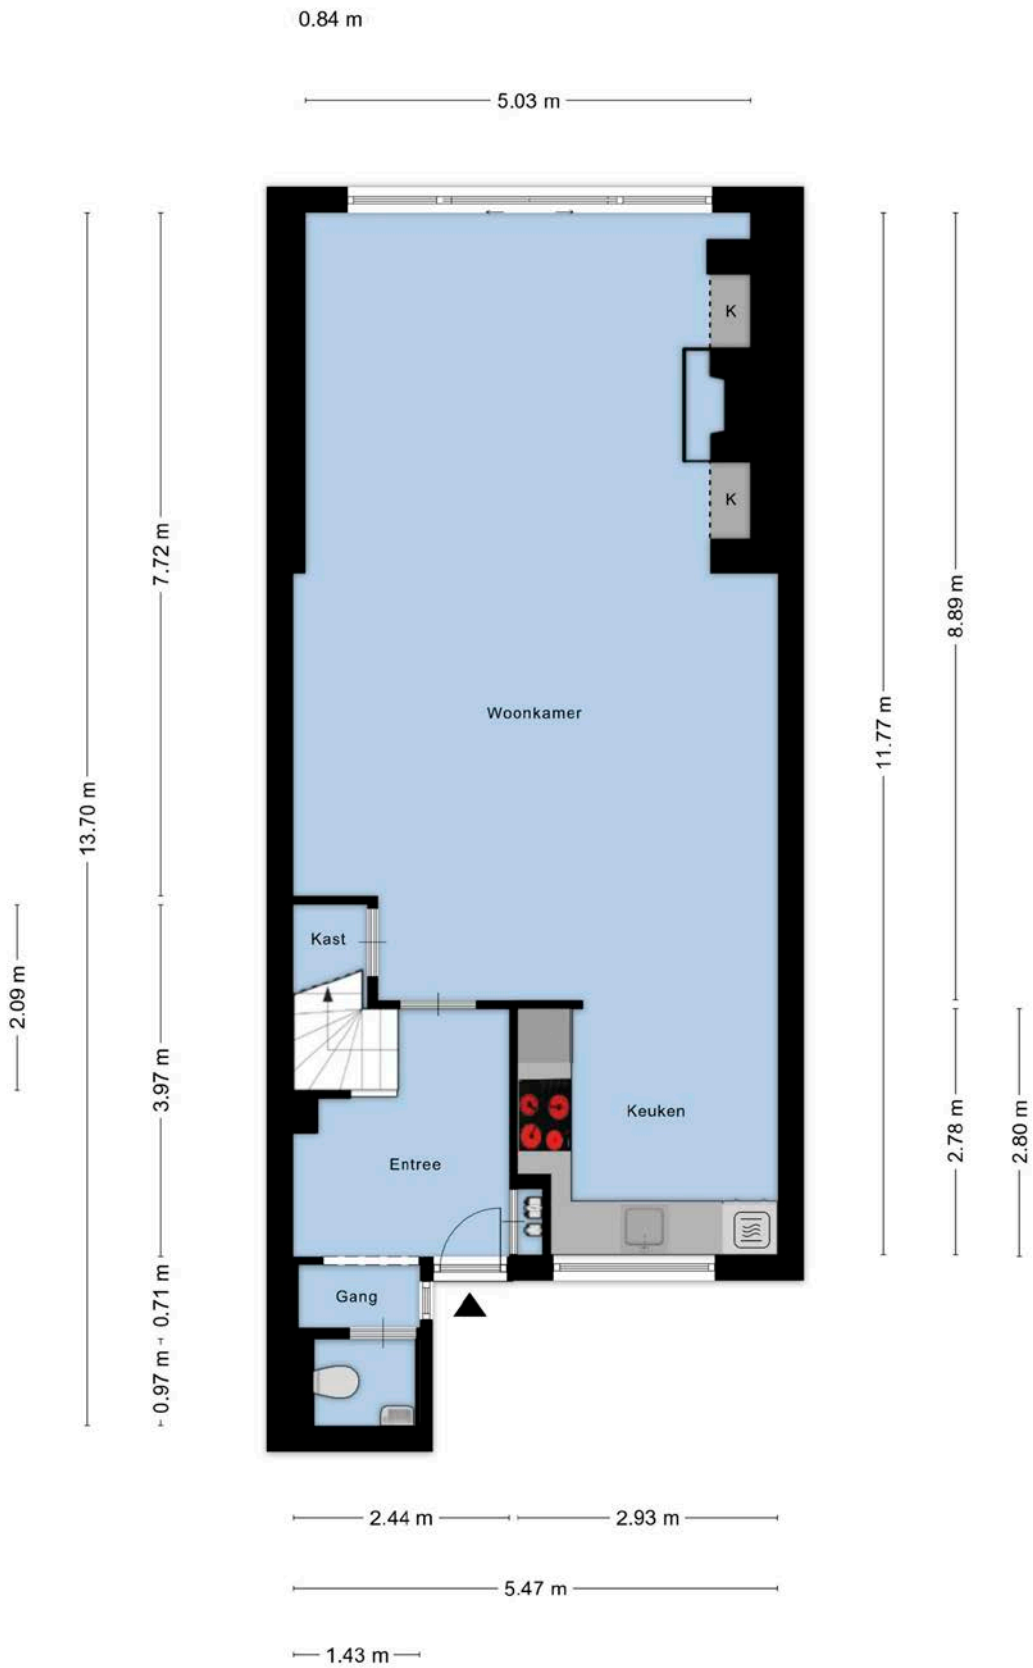 0.84 m
5.03 m
K
K
7.72 m
8.89 m
11.77 m
Woonkamer
13.70 m
Kast
2.09 m
3.97 m
Keuken
2.78 m
2.80 m
Entree
0.71 m
Gang
0.97 m
2.44 m
2.93 m
5.47 m
1.43 m